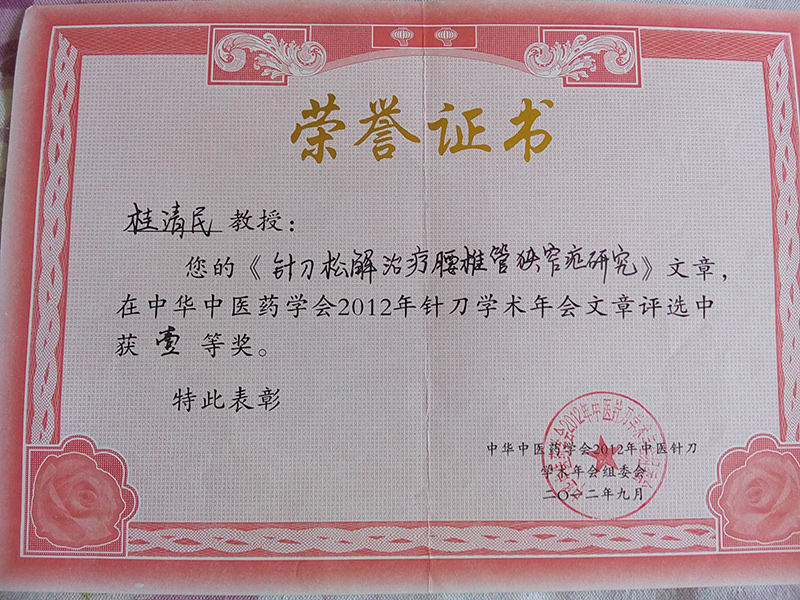 荣誉证书
桂清民 教授：
您的《针刀松解治疗腰椎管狭窄症研究》文章，
在中华中医药学会2012年针刀学术年会文章评选中
获 壹 等奖。
特此表彰
中华中医药学会2012年中医针刀
学术年会组委会
二〇一二年九月